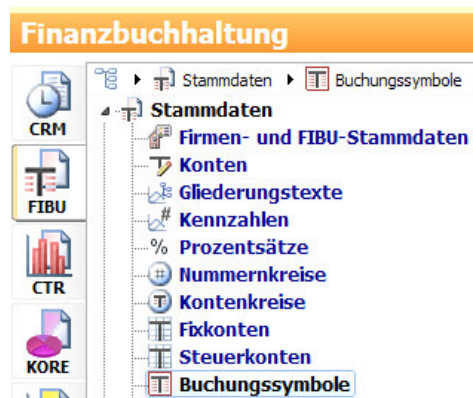 Finanzbuchhaltung
Stammdaten Buchungssymbole
Stammdaten
CRM
Firmen- und FIBU-Stammdaten
Konten
Gliederungstexte
FIBU
Kennzahlen
% Prozentsätze
Nummernkreise
CTR
Kontenkreise
Fixkonten
Steuerkonten
KORE
Buchungssymbole